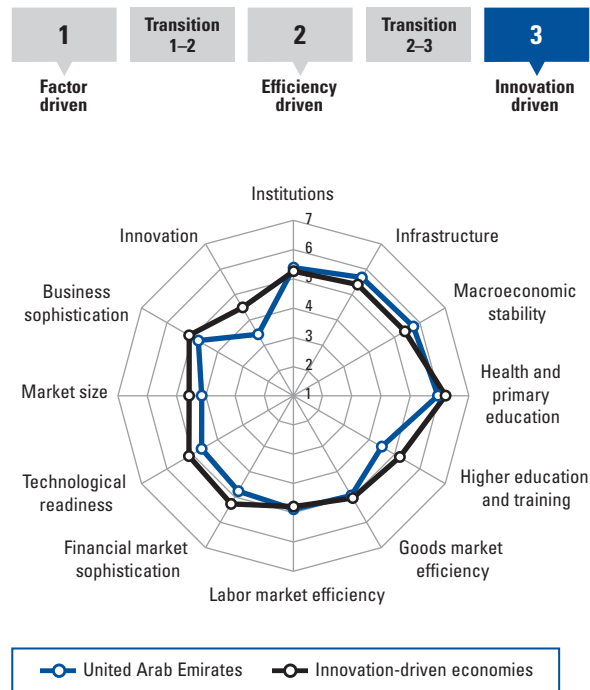 1
Transition
1–2
2
Transition
2–3
3
Factor
driven
Efficiency
driven
Innovation
driven
Institutions
7
Innovation
Infrastructure
6
5
Business
sophistication
Macroeconomic
stability
4
3
2
Market size
1
Health and
primary
education
Technological
readiness
Higher education
and training
Financial market
sophistication
Goods market
efficiency
Labor market efficiency
United Arab Emirates
Innovation-driven economies